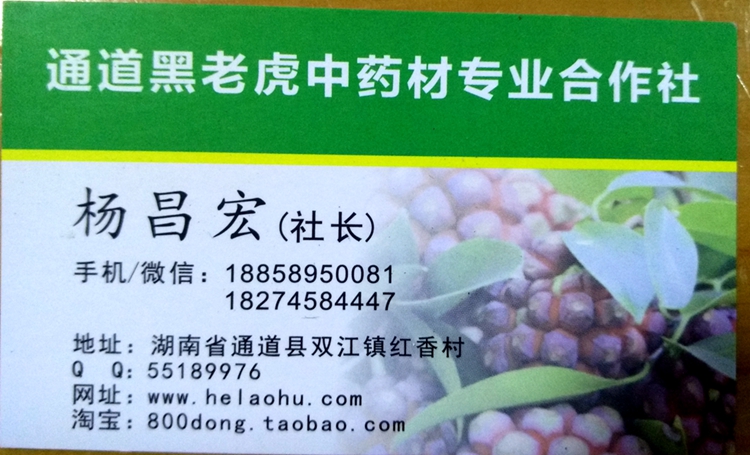 通道黑老虎中药材专业合作社
杨昌宏(社长)
手机/微信：18858950081
18274584447
地址：湖南省通道县双江镇红香村
Q Q：55189976
网址：www.helaohu.com
淘宝：800dong.taobao.com